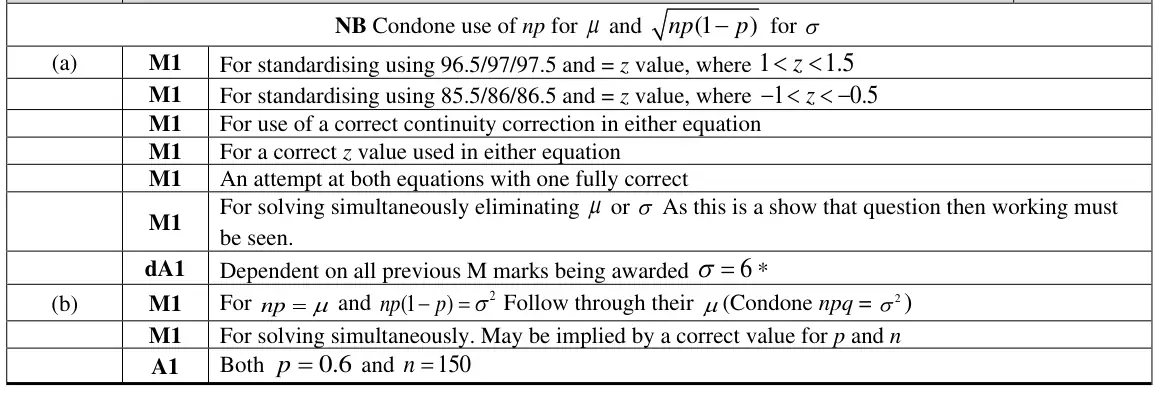 NB Condone use of np for μ and √np(1 − p) for σ
(a) M1 For standardising using 96.5/97/97.5 and = z value, where 1 < z < 1.5
M1 For standardising using 85.5/86/86.5 and = z value, where −1 < z < −0.5
M1 For use of a correct continuity correction in either equation
M1 For a correct z value used in either equation
M1 An attempt at both equations with one fully correct
M1 For solving simultaneously eliminating μ or σ As this is a show that question then working must
be seen.
dA1 Dependent on all previous M marks being awarded σ = 6 *
(b) M1 For np = μ and np(1 − p) = σ² Follow through their μ (Condone npq = σ²)
M1 For solving simultaneously. May be implied by a correct value for p and n
A1 Both p = 0.6 and n = 150